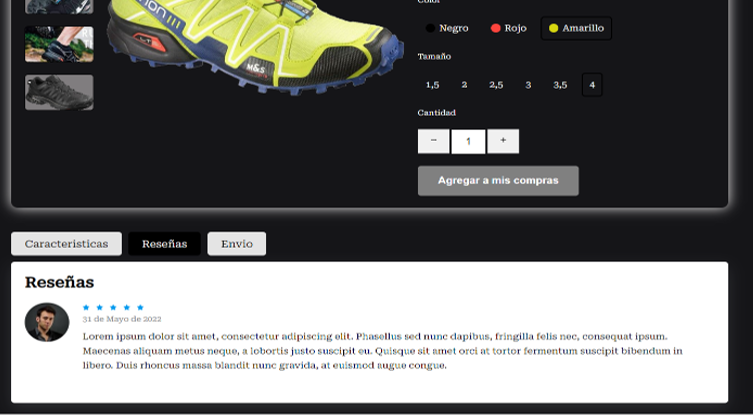 Color
Negro
Rojo
Amarillo
Tamaño
1,5
2
2,5
3
3,5
4
Cantidad
−
1
+
Agregar a mis compras
M&S
Caracteristicas
Reseñas
Envio
Reseñas
31 de Mayo de 2022
Lorem ipsum dolor sit amet, consectetur adipiscing elit. Phasellus sed nunc dapibus, fringilla felis nec, consequat ipsum.
Maecenas aliquam metus neque, a lobortis justo suscipit eu. Quisque sit amet orci at tortor fermentum suscipit bibendum in
libero. Duis rhoncus massa blandit nunc gravida, at euismod augue congue.